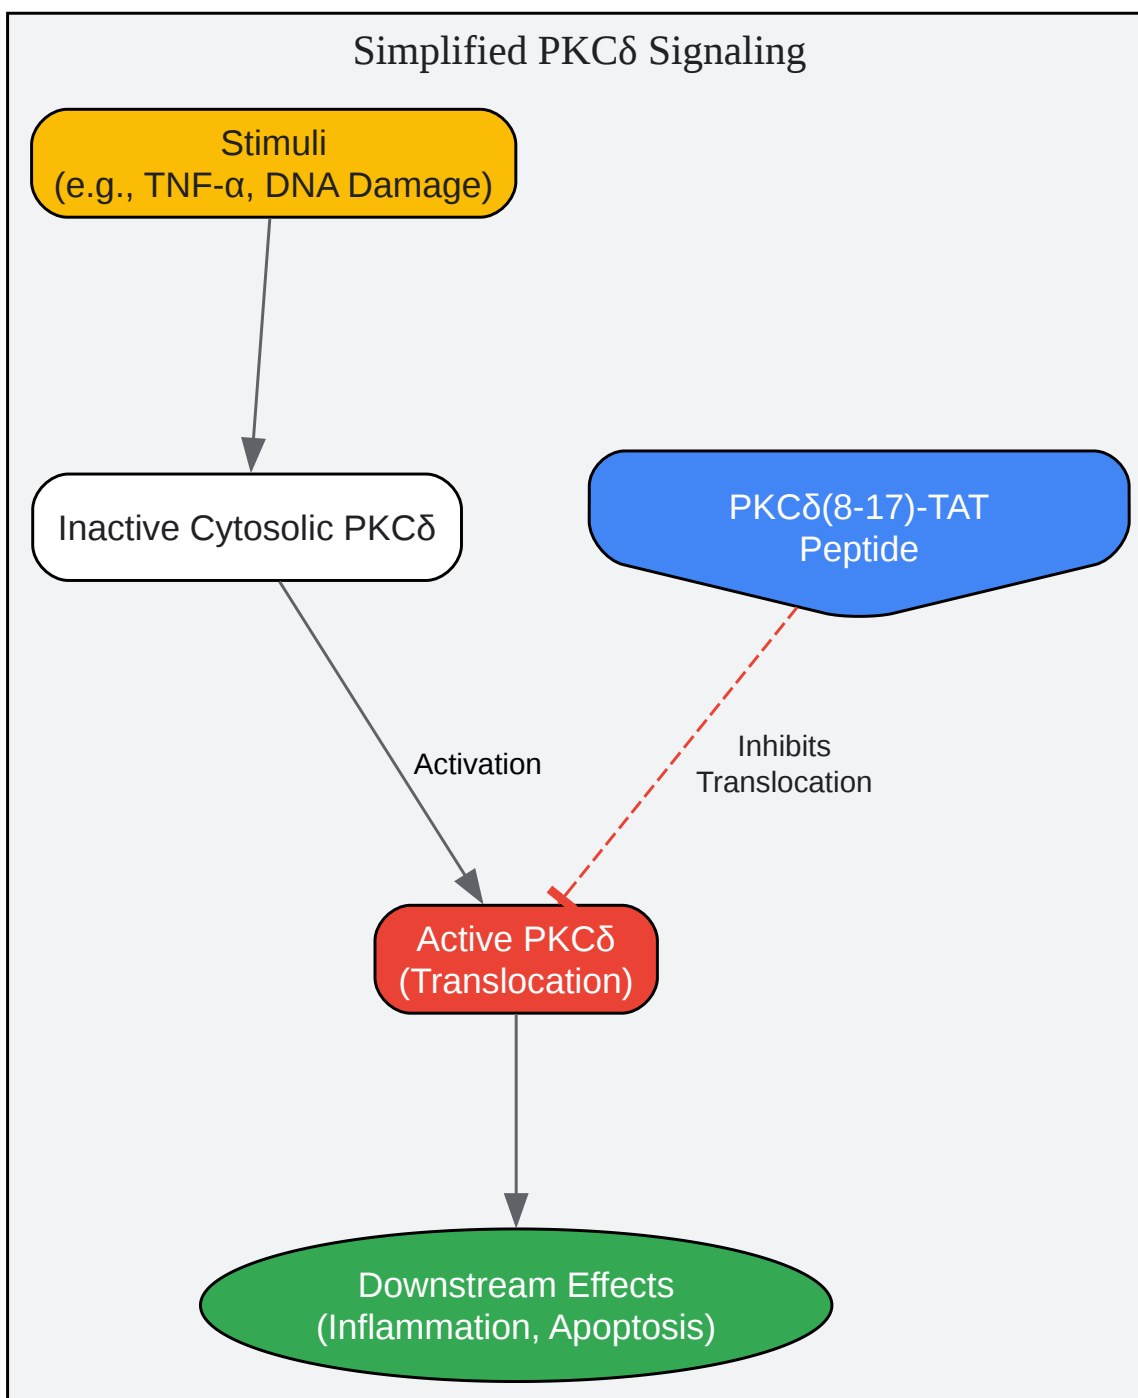 Simplified PKCδ Signaling
Stimuli
(e.g., TNF-α, DNA Damage)
Inactive Cytosolic PKCδ
PKCδ(8-17)-TAT
Peptide
Activation
Inhibits
Translocation
Active PKCδ
(Translocation)
Downstream Effects
(Inflammation, Apoptosis)